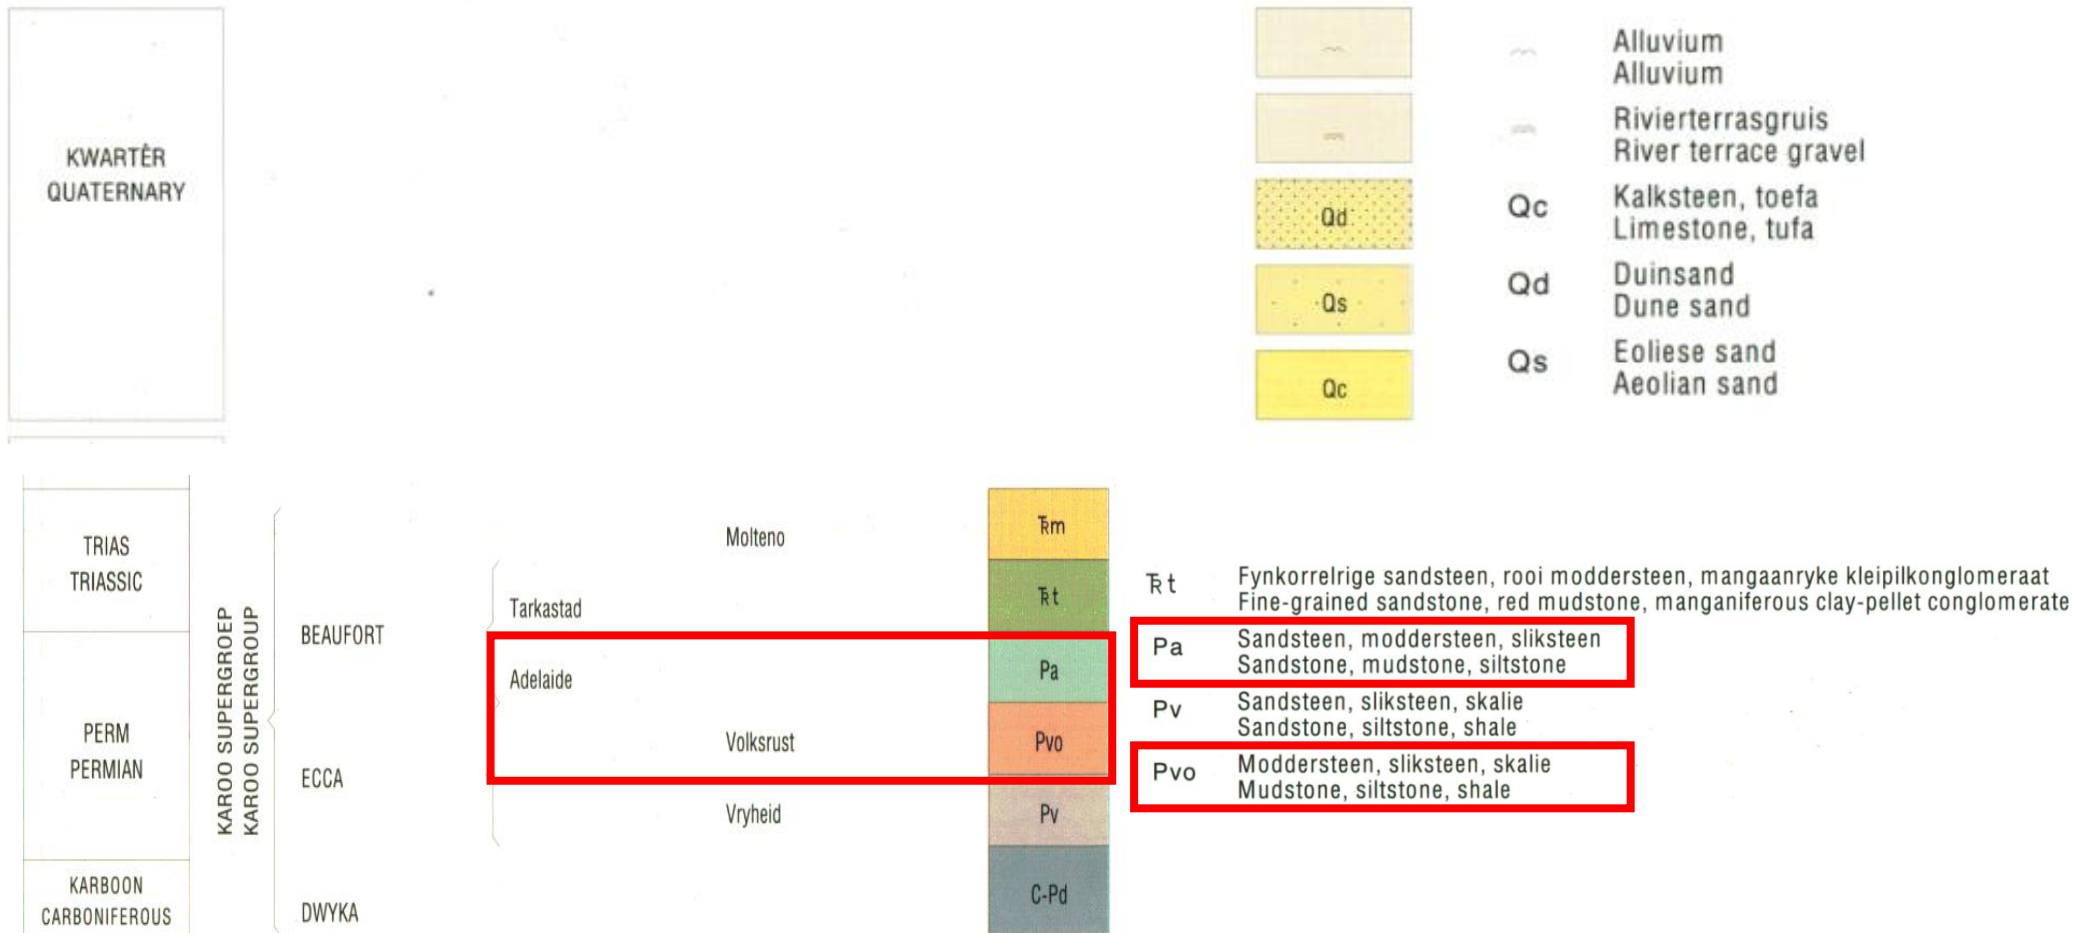 KWARTÊR
QUATERNARY
Alluvium
Alluvium
Rivierterrasgruis
River terrace gravel
Qd
Qc
Kalksteen, toefa
Limestone, tufa
Qs
Qd
Duinsand
Dune sand
Qc
Qs
Eoliese sand
Aeolian sand
TRIAS
TRIASSIC
PERM
PERMIAN
KARBOON
CARBONIFEROUS
KAROO SUPERGROEP
KAROO SUPERGROUP
BEAUFORT
ECCA
DWYKA
Tarkastad
Adelaide
Molteno
Volksrust
Vryheid
Ŧm
Ŧt
Pa
Pvo
Pv
C-Pd
Ŧt
Fynkorrelrige sandsteen, rooi moddersteen, mangaanryke kleipilkonglomeraat
Fine-grained sandstone, red mudstone, manganiferous clay-pellet conglomerate
Pa
Sandsteen, moddersteen, sliksteen
Sandstone, mudstone, siltstone
Pv
Sandsteen, sliksteen, skalie
Sandstone, siltstone, shale
Pvo
Moddersteen, sliksteen, skalie
Mudstone, siltstone, shale